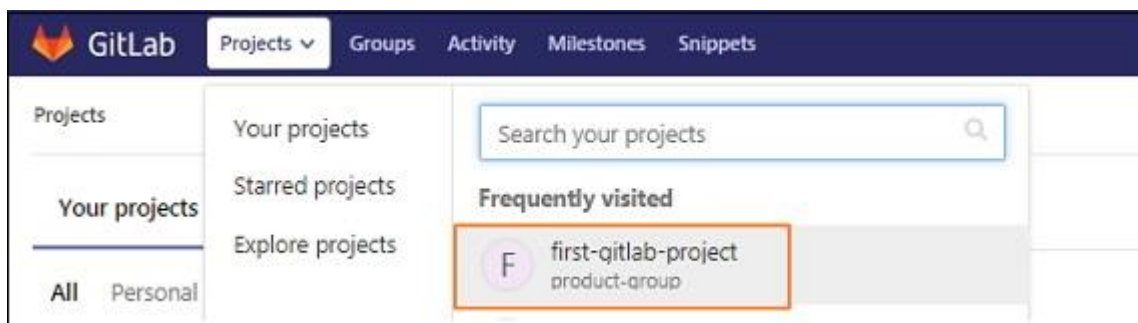 GitLab Projects Groups Activity Milestones Snippets
Projects
Your projects
Starred projects
Explore projects
Your projects
All Personal
Search your projects
Frequently visited
F
first-gitlab-project
product-group